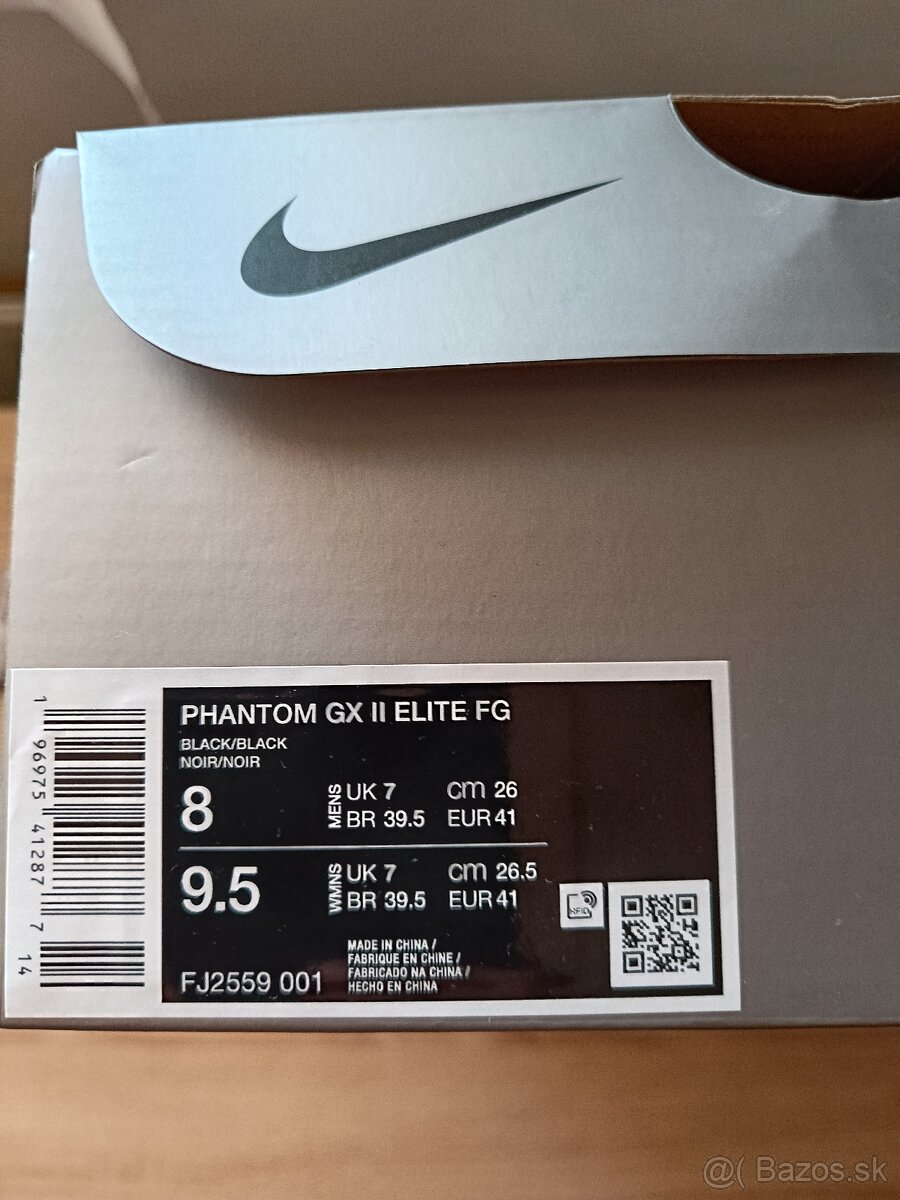 PHANTOM GX II ELITE FG
BLACK/BLACK
NOIR/NOIR
8 MENS UK 7 cm 26
BR 39.5 EUR 41
9.5 WMNS UK 7 cm 26.5
BR 39.5 EUR 41
RFID
MADE IN CHINA /
FABRIQUE EN CHINE /
FABRICADO NA CHINA /
HECHO EN CHINA
FJ2559 001
1 96975 41287 7 14
@( Bazos.sk